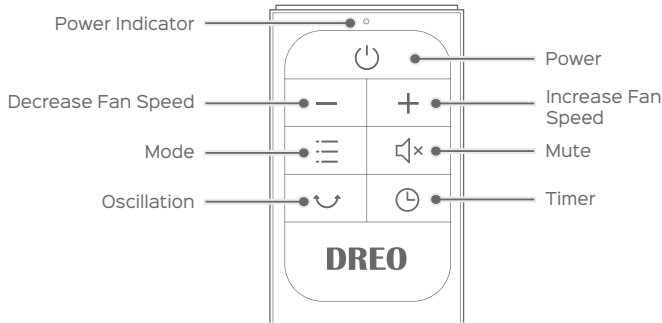 Power Indicator
Power
Decrease Fan Speed
Increase Fan
Speed
Mode
Mute
Oscillation
Timer
DREO